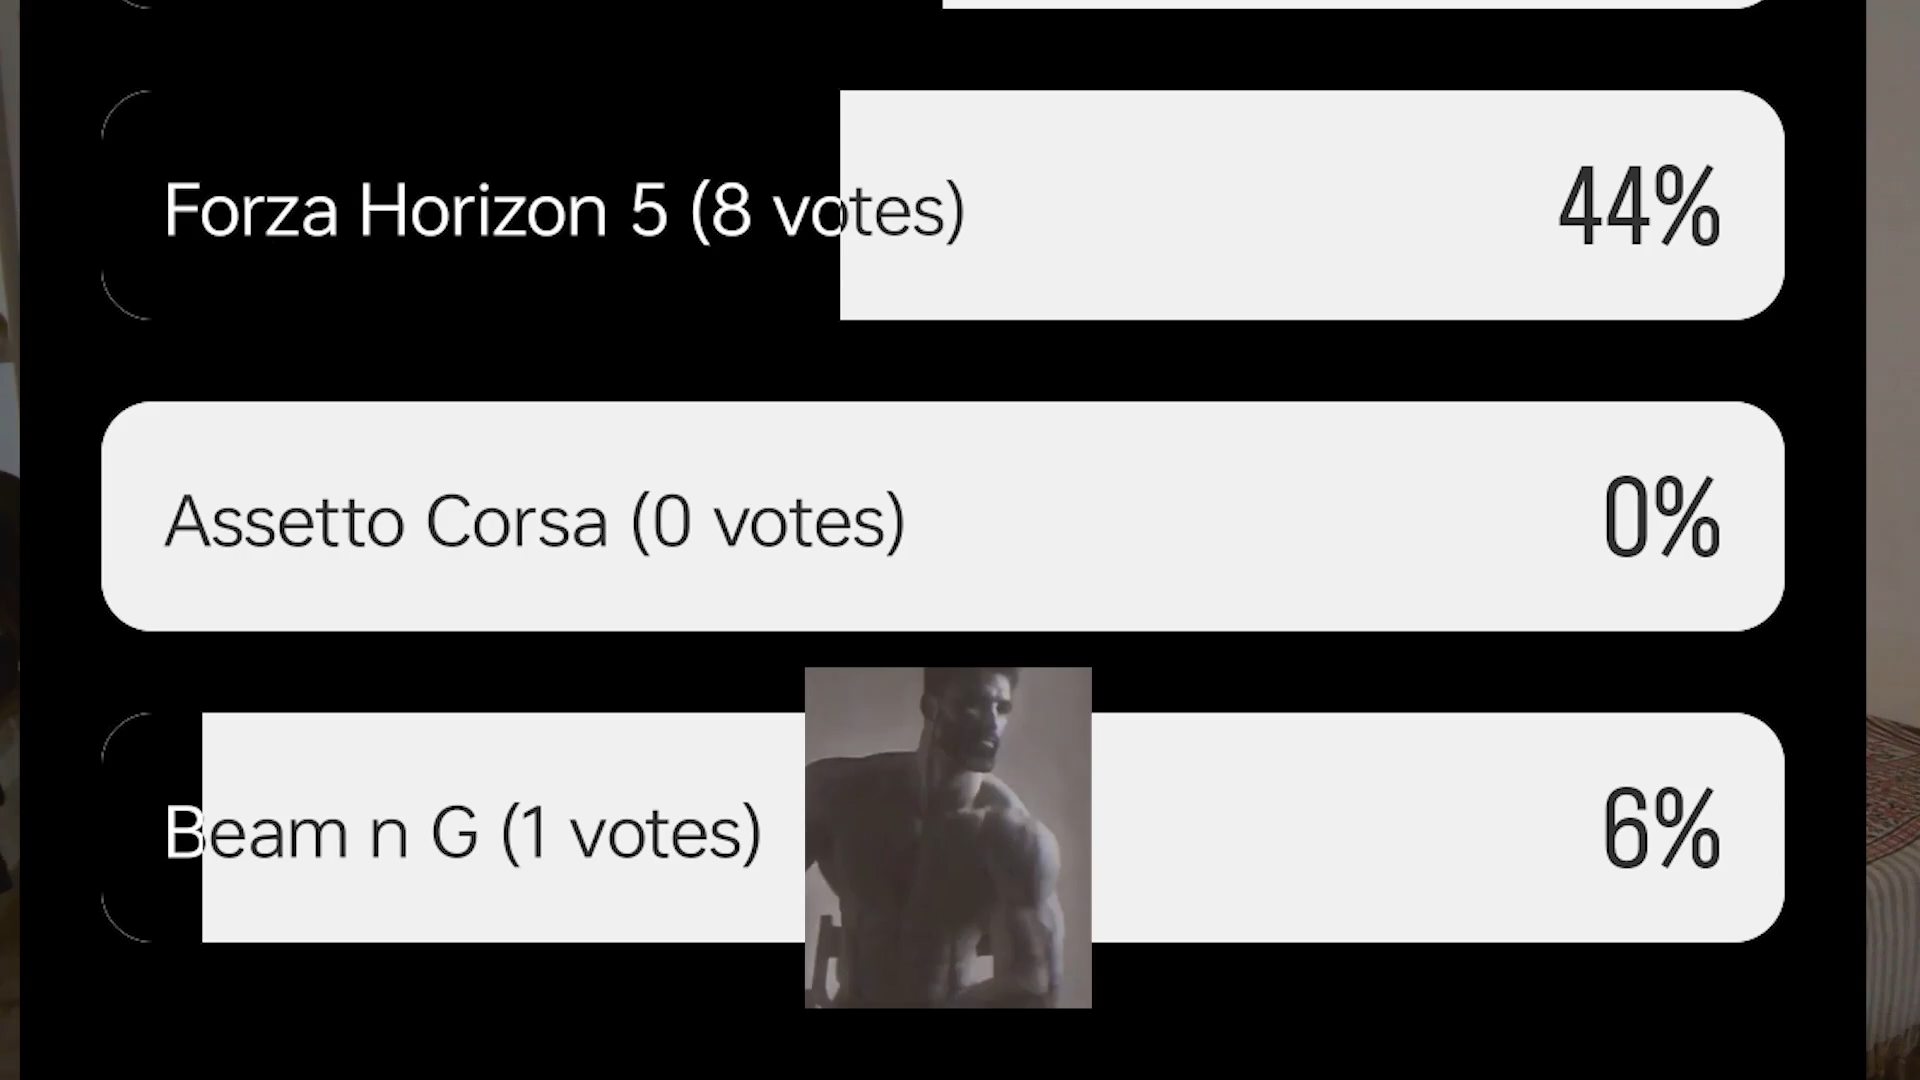 Forza Horizon 5 (8 votes) 44%
Assetto Corsa (0 votes) 0%
Beam n G (1 votes) 6%